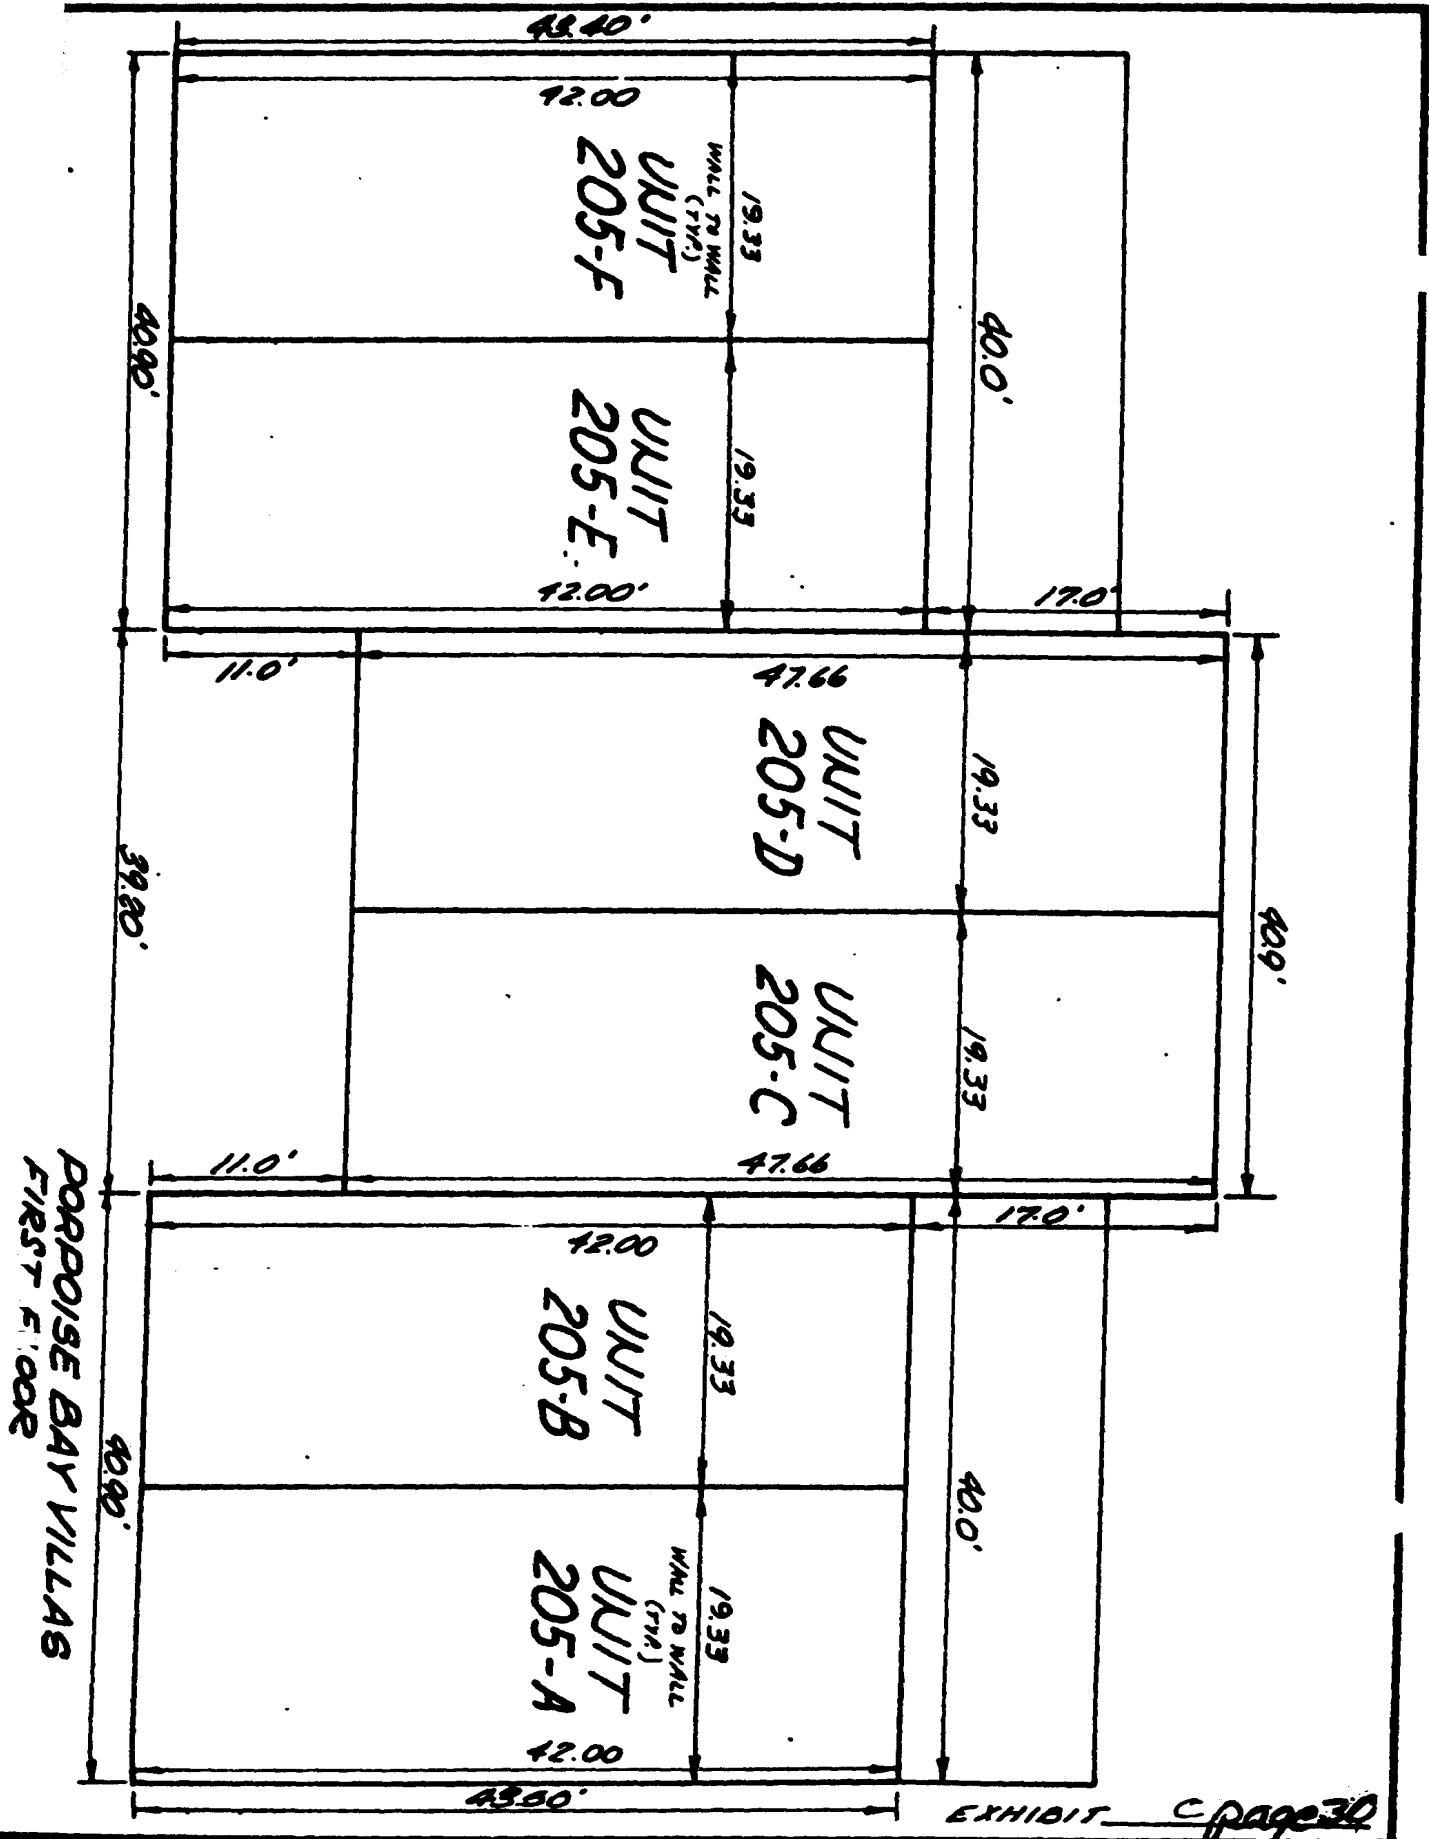 43.40'
42.00
19.33
WALL TO WALL
(TYP.)
UNIT
205-F
40.90'
40.0'
UNIT
205-E
19.33
42.00'
17.0'
11.0'
47.66
UNIT
205-D
19.33
39.80'
40.9'
UNIT
205-C
19.33
11.0'
47.66
42.00
17.0'
UNIT
205-B
19.33
40.90'
40.0'
UNIT
205-A
19.33
WALL TO WALL
(TYP.)
42.00
PORPOISE BAY VILLAS
FIRST FLOOR
EXHIBIT C page 30